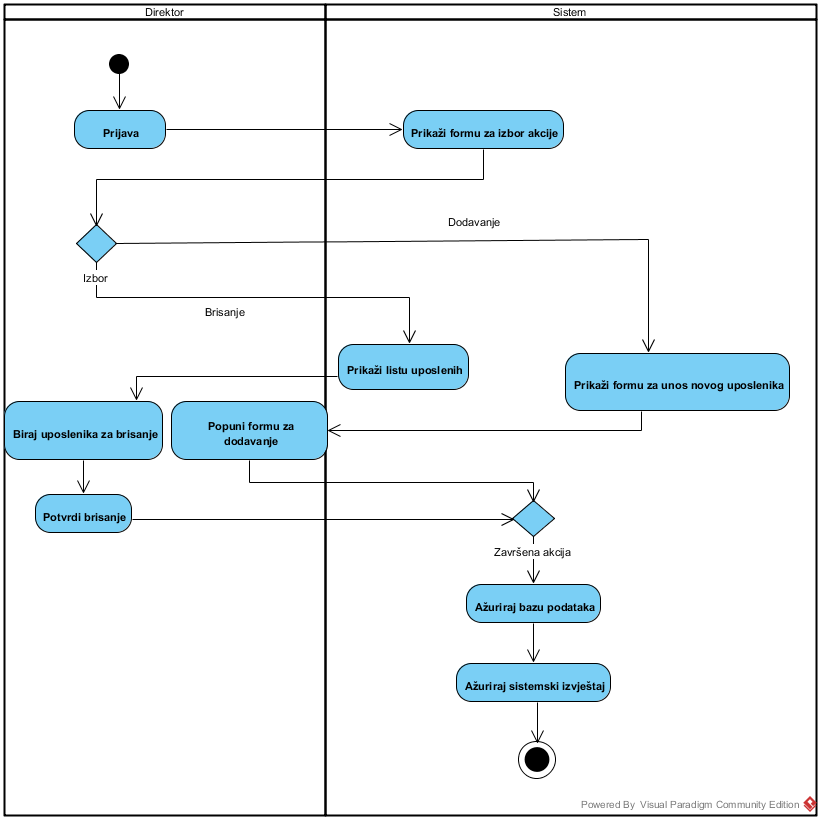 Direktor
Sistem
Prijava
Prikaži formu za izbor akcije
Dodavanje
Izbor
Brisanje
Prikaži listu uposlenih
Prikaži formu za unos novog uposlenika
Biraj uposlenika za brisanje
Popuni formu za
dodavanje
Potvrdi brisanje
Završena akcija
Ažuriraj bazu podataka
Ažuriraj sistemski izvještaj
Powered By Visual Paradigm Community Edition